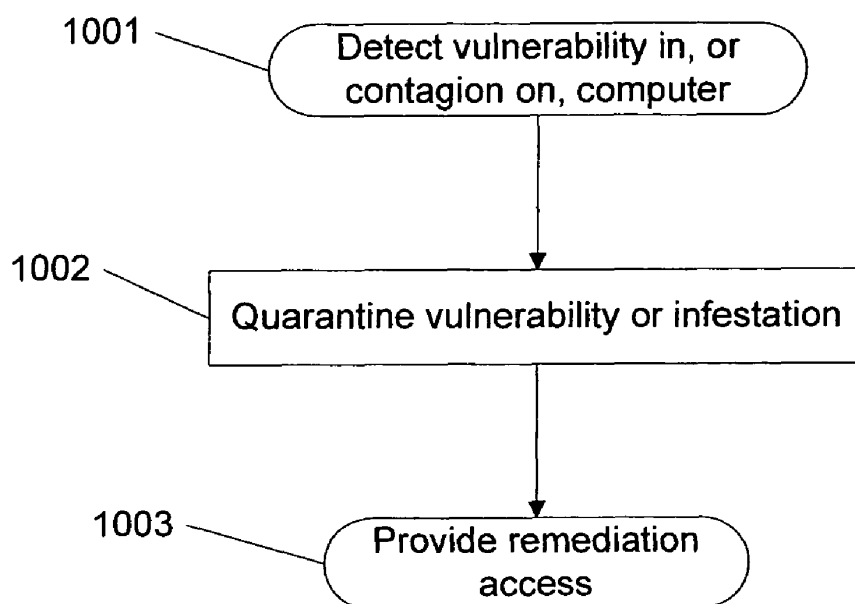 1001
Detect vulnerability in, or
contagion on, computer
1002
Quarantine vulnerability or infestation
1003
Provide remediation
access